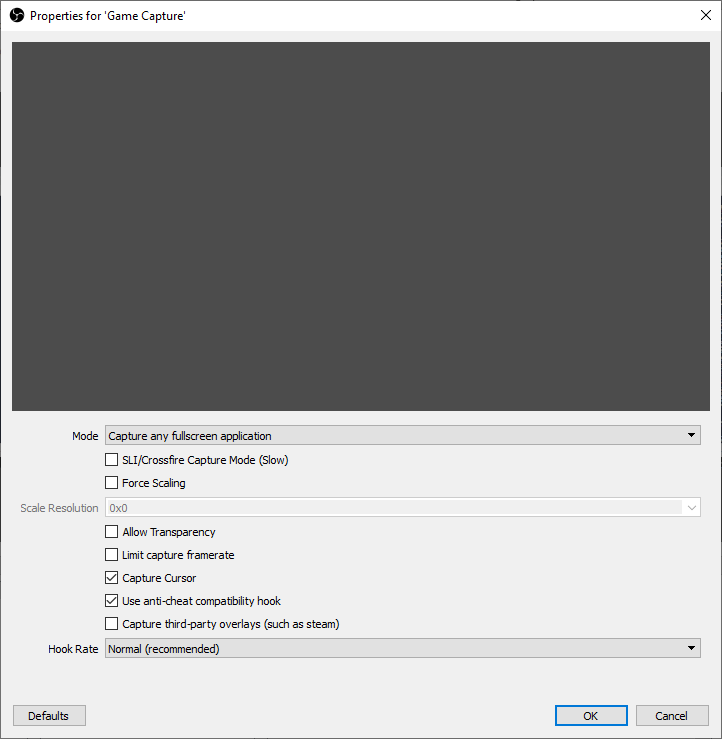 Properties for 'Game Capture'
Mode Capture any fullscreen application
SLI/Crossfire Capture Mode (Slow)
Force Scaling
Scale Resolution 0x0
Allow Transparency
Limit capture framerate
Capture Cursor
Use anti-cheat compatibility hook
Capture third-party overlays (such as steam)
Hook Rate Normal (recommended)
Defaults OK Cancel